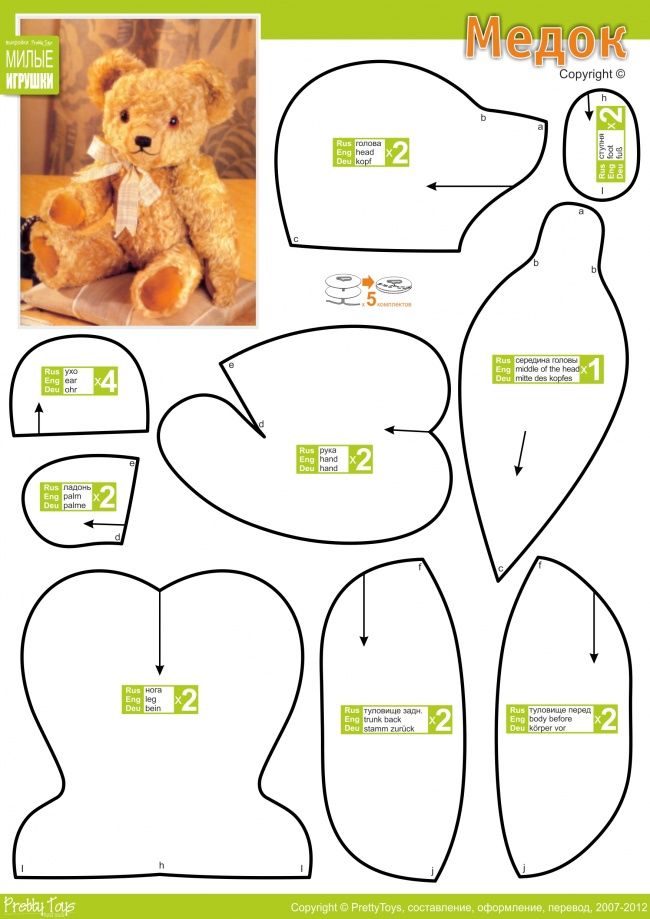 выкройки Pretty Toys
МИЛЫЕ
ИГРУШКИ
Медок
Copyright ©
Rus голова
Eng head
Deu kopf
x2
a
b
c
h
Rus ступня
Eng foot
Deu fuß
x2
l
a
b
b
x 5 комплектов
Rus ухо
Eng ear
Deu ohr
x4
e
d
Rus рука
Eng hand
Deu hand
x2
Rus середина головы
Eng middle of the head
Deu mitte des kopfes
x1
c
Rus ладонь
Eng palm
Deu palme
x2
e
d
Rus нога
Eng leg
Deu bein
x2
l
h
l
f
Rus туловище задн.
Eng trunk back
Deu stamm zurück
x2
j
f
Rus туловище перед
Eng body before
Deu körper vor
x2
j
Pretty Toys
Copyright © PrettyToys, составление, оформление, перевод, 2007-2012